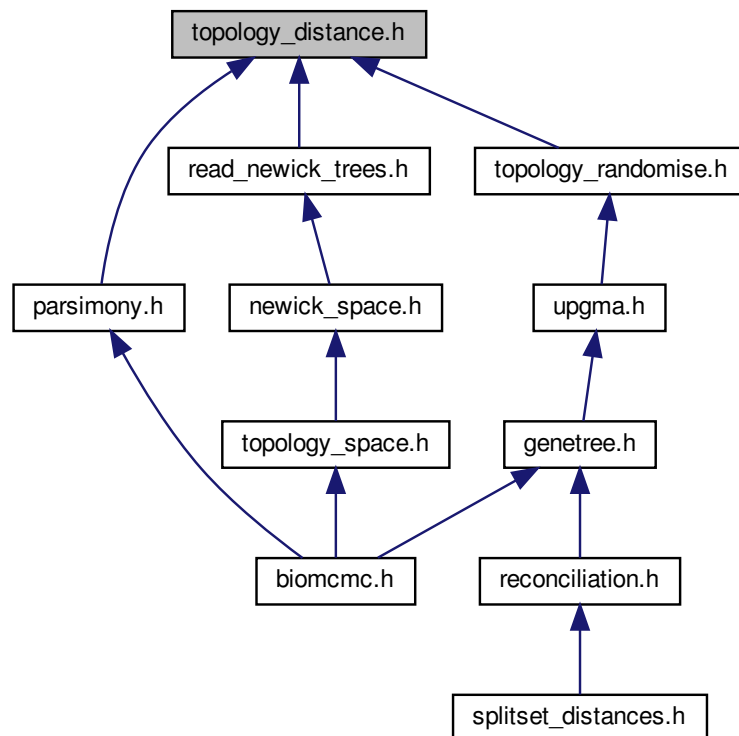 topology_distance.h
read_newick_trees.h
topology_randomise.h
parsimony.h
newick_space.h
upgma.h
topology_space.h
genetree.h
biomcmc.h
reconciliation.h
splitset_distances.h